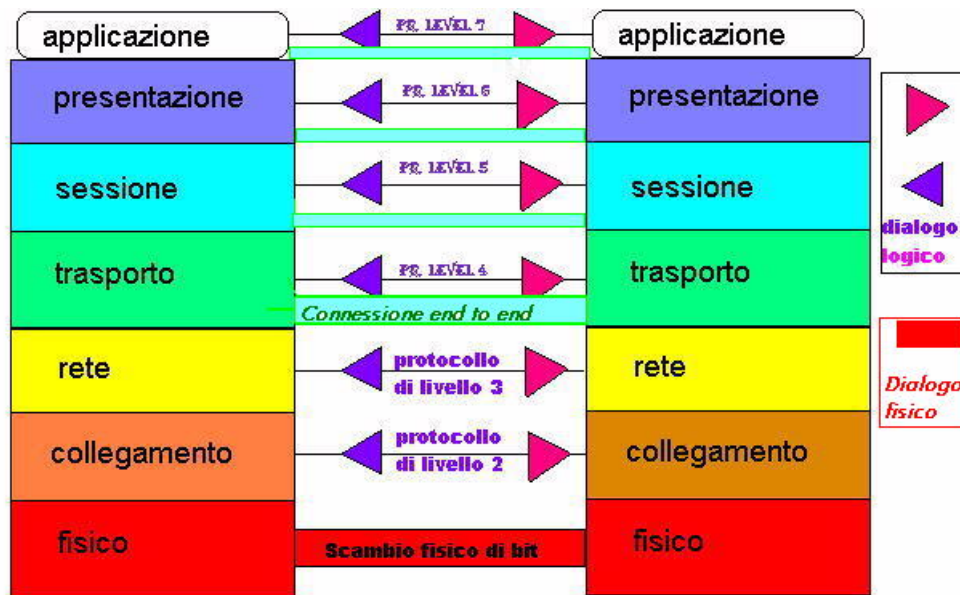 applicazione
PR. LEVEL 7
applicazione
presentazione
PR. LEVEL 6
presentazione
sessione
PR. LEVEL 5
sessione
trasporto
PR. LEVEL 4
trasporto
Connessione end to end
rete
protocollo
di livello 3
rete
collegamento
protocollo
di livello 2
collegamento
fisico
Scambio fisico di bit
fisico
dialogo
logico
Dialogo
fisico